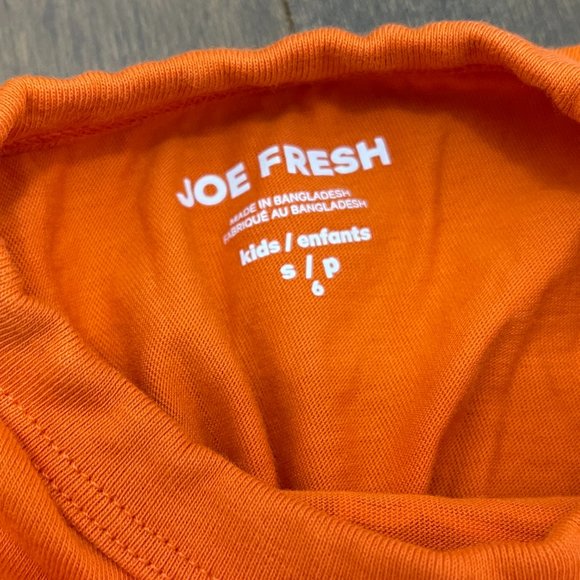 JOE FRESH
MADE IN BANGLADESH
FABRIQUÉ AU BANGLADESH
kids / enfants
s / p
6